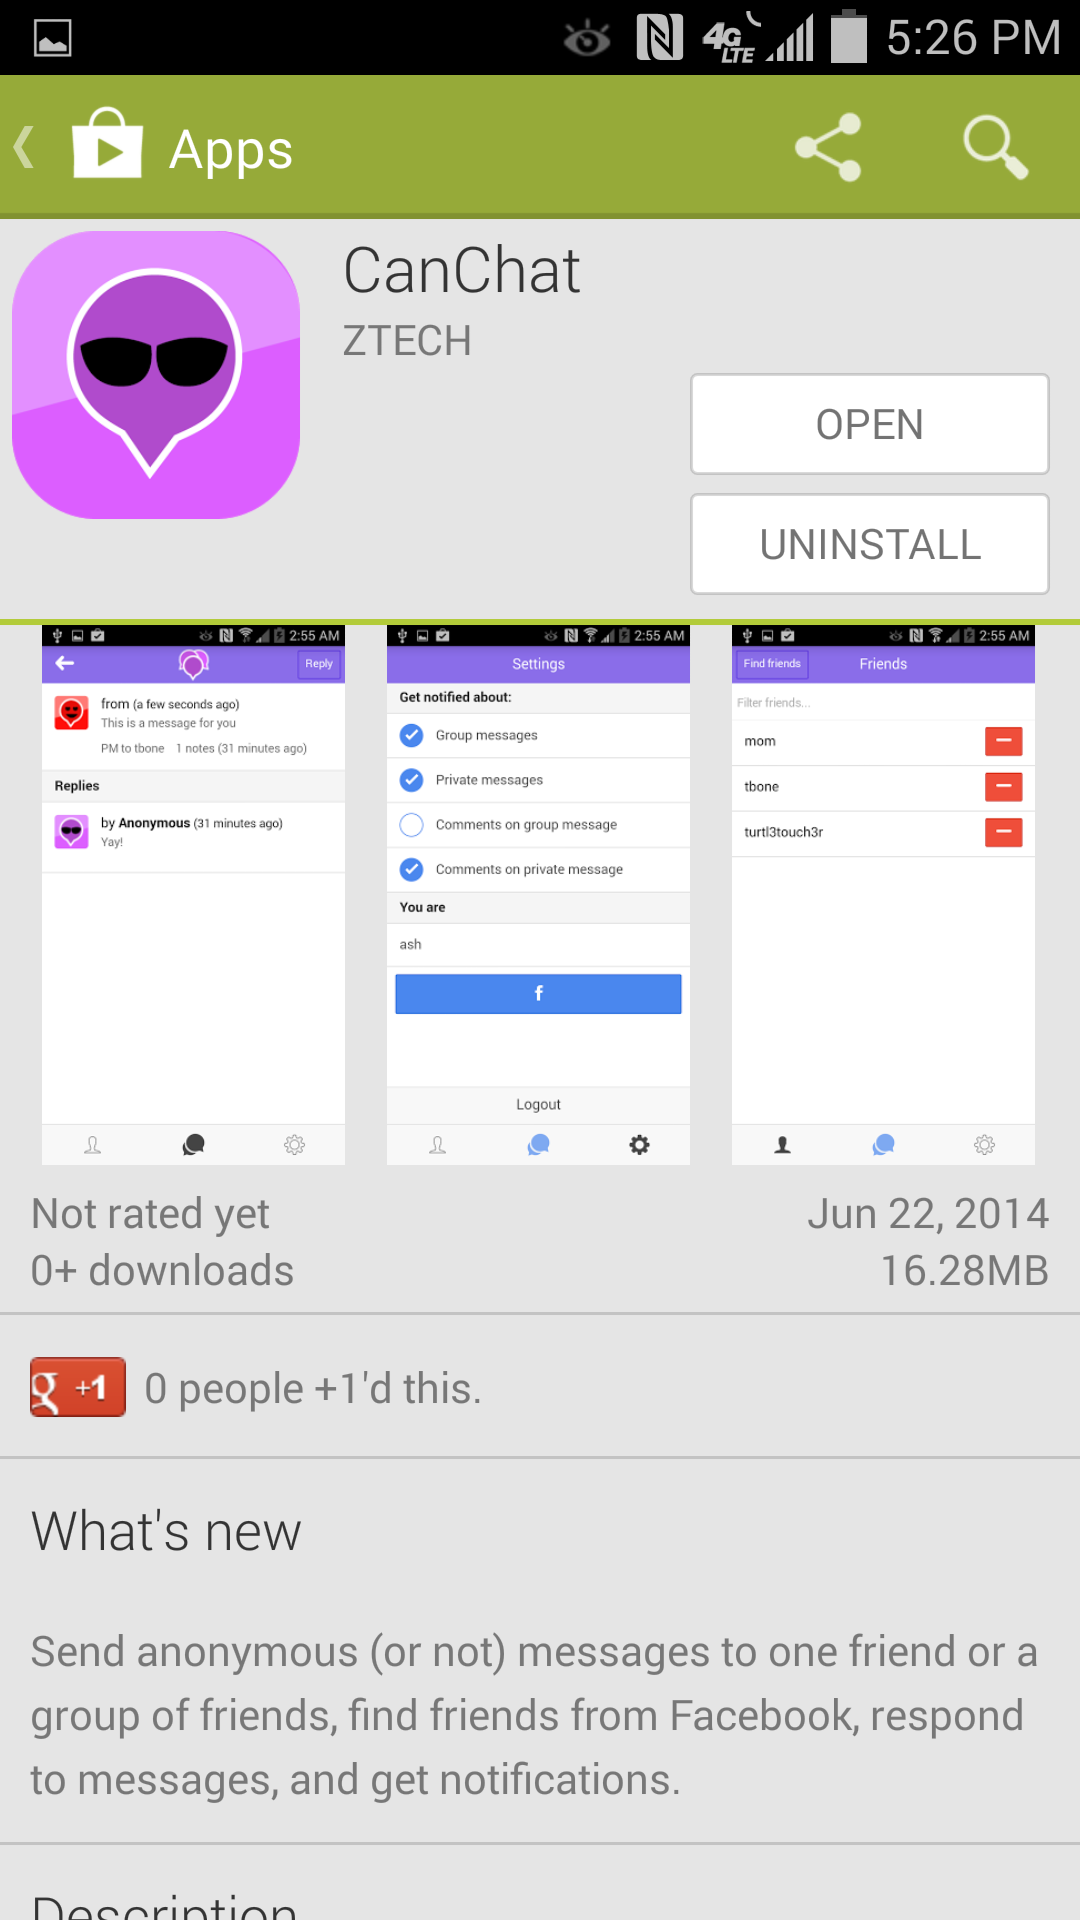 4G LTE 5:26 PM
Apps
CanChat
ZTECH
OPEN
UNINSTALL
2:55 AM
Reply
from (a few seconds ago)
This is a message for you
PM to tbone 1 notes (31 minutes ago)
Replies
by Anonymous (31 minutes ago)
Yay!
2:55 AM
Settings
Get notified about:
Group messages
Private messages
Comments on group message
Comments on private message
You are
ash
f
Logout
2:55 AM
Find friends Friends
Filter friends...
mom
tbone
turtl3touch3r
Not rated yet Jun 22, 2014
0+ downloads 16.28MB
g +1 0 people +1'd this.
What's new
Send anonymous (or not) messages to one friend or a
group of friends, find friends from Facebook, respond
to messages, and get notifications.
Description